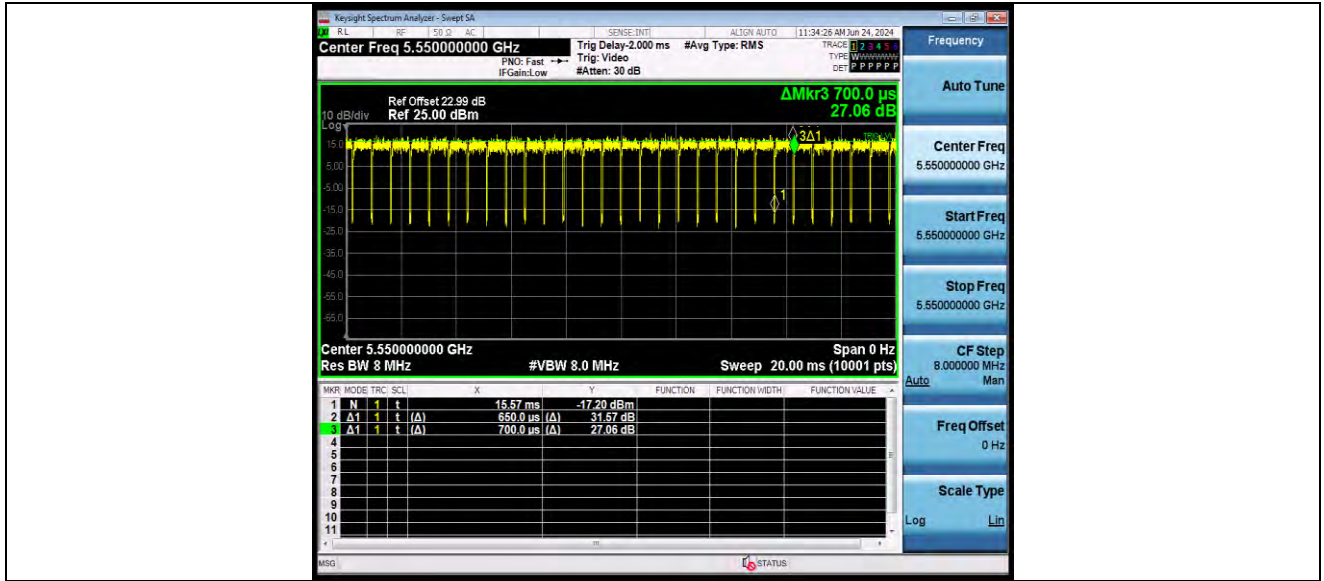 Keysight Spectrum Analyzer - Swept SA
RL RF 50 Ω AC SENSE:INT ALIGN AUTO 11:34:26 AM Jun 24, 2024
Center Freq 5.550000000 GHz
PNO: Fast
IFGain:Low
Trig Delay-2.000 ms
Trig: Video
#Atten: 30 dB
#Avg Type: RMS
TRACE 1 2 3 4 5 6
TYPE WWWWWW
DET P P P P P P
ΔMkr3 700.0 µs
27.06 dB
10 dB/div
Log
Ref Offset 22.99 dB
Ref 25.00 dBm
3Δ1
15.0
5.00
-5.00
1
-15.0
-25.0
-35.0
-45.0
-55.0
-65.0
Center 5.550000000 GHz Span 0 Hz
Res BW 8 MHz #VBW 8.0 MHz Sweep 20.00 ms (10001 pts)
MKR MODE TRC SCL X Y FUNCTION FUNCTION WIDTH FUNCTION VALUE
1 N 1 t 15.57 ms -17.20 dBm
2 Δ1 1 t (Δ) 650.0 µs (Δ) 31.57 dB
3 Δ1 1 t (Δ) 700.0 µs (Δ) 27.06 dB
4
5
6
7
8
9
10
11
MSG STATUS
Frequency
Auto Tune
Center Freq
5.550000000 GHz
Start Freq
5.550000000 GHz
Stop Freq
5.550000000 GHz
CF Step
8.000000 MHz
Auto Man
Freq Offset
0 Hz
Scale Type
Log Lin